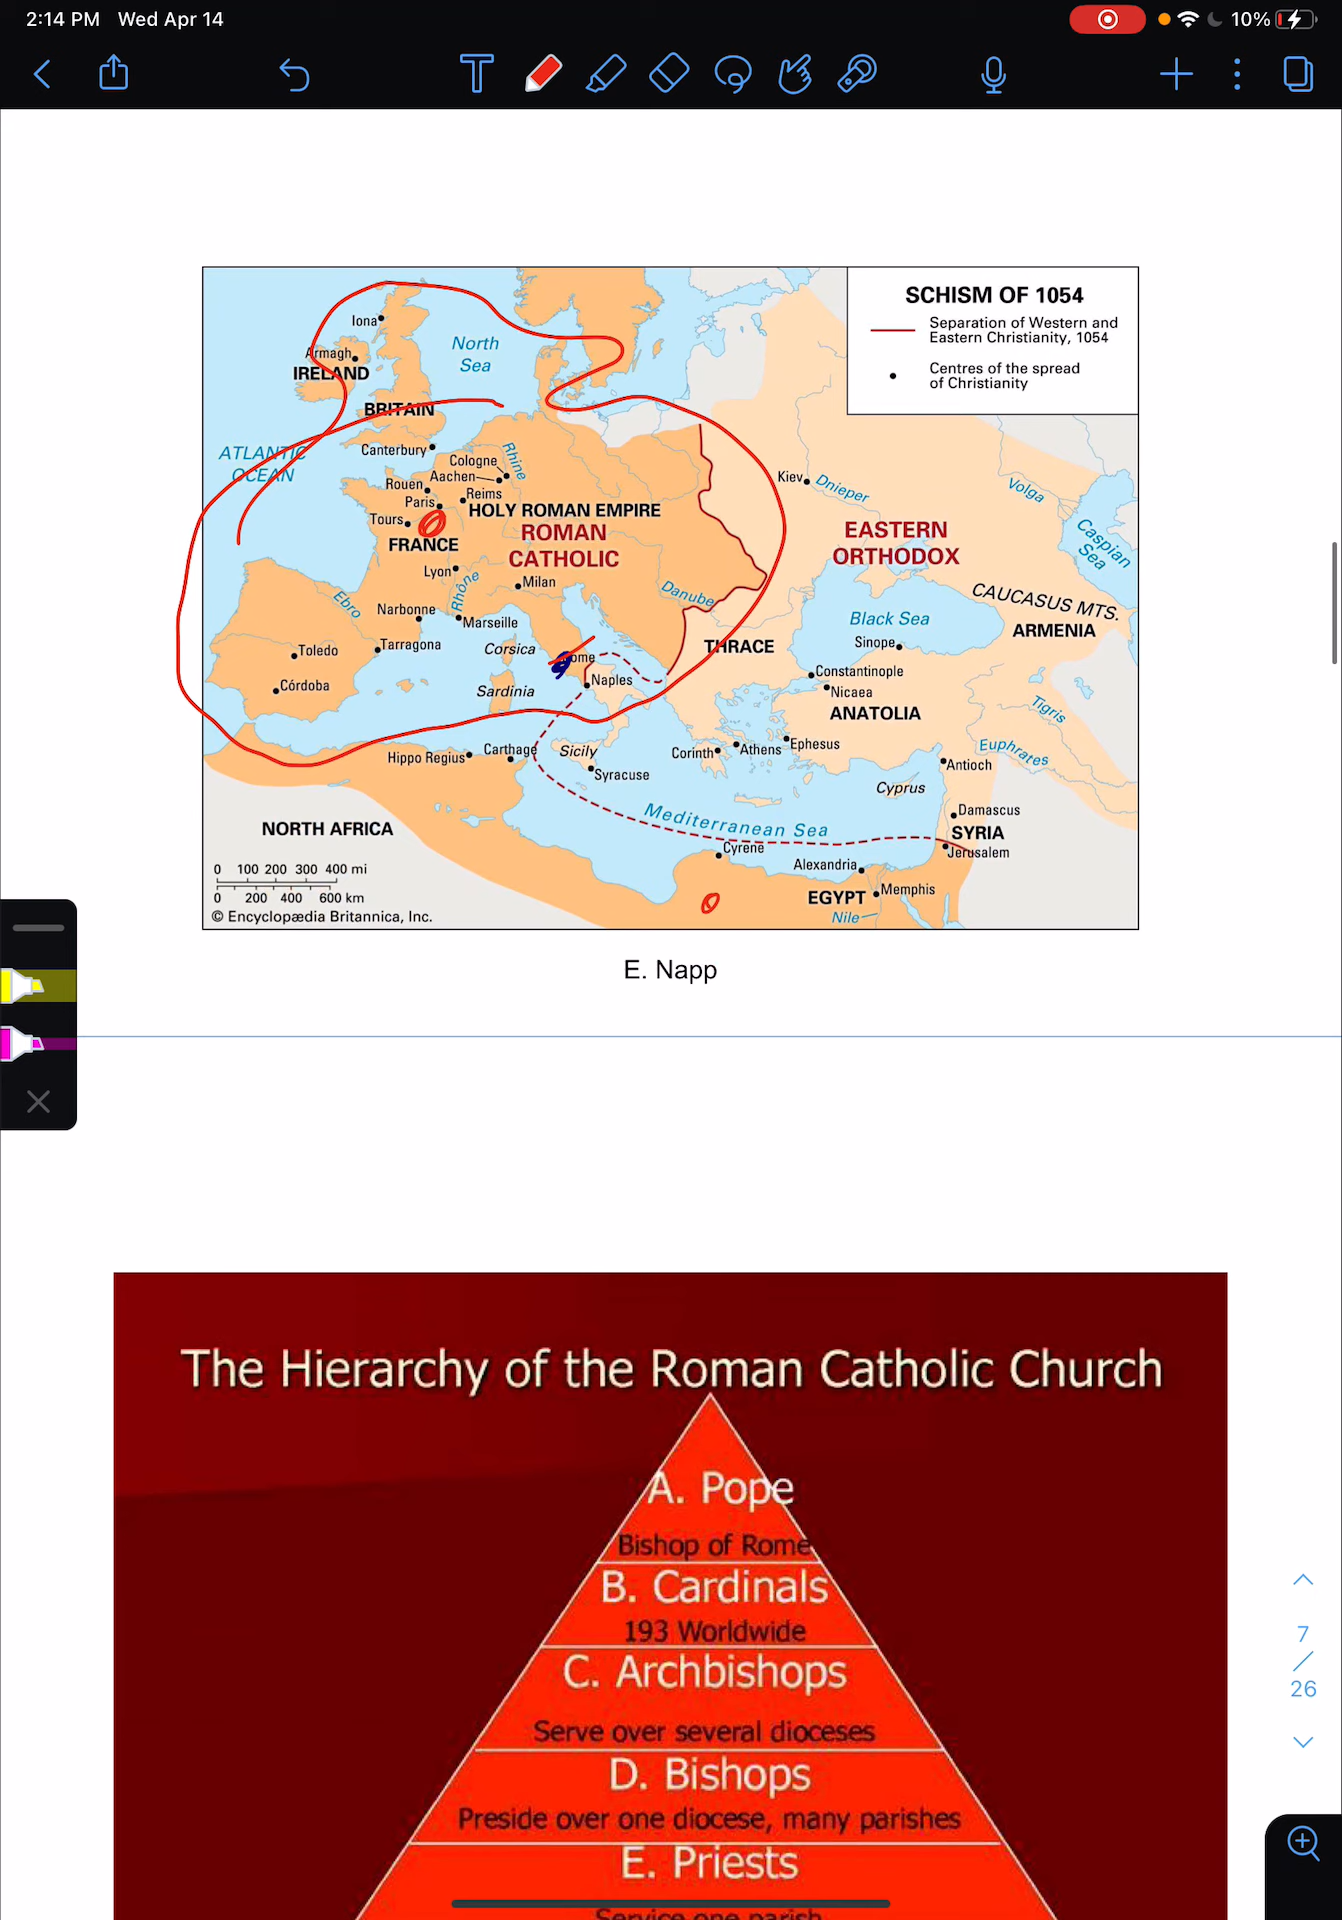 2:14 PM Wed Apr 14
10%
T
SCHISM OF 1054
Separation of Western and
Eastern Christianity, 1054
Centres of the spread
of Christianity
Iona
North
Sea
Armagh
IRELAND
BRITAIN
ATLANTIC
OCEAN
Canterbury
Cologne
Rhine
Aachen
Rouen
Reims
Paris
HOLY ROMAN EMPIRE
Tours
ROMAN
CATHOLIC
FRANCE
Lyon
Rhône
Milan
Ebro
Narbonne
Marseille
Danube
Kiev
Dnieper
Volga
Caspian
Sea
EASTERN
ORTHODOX
CAUCASUS MTS.
ARMENIA
Black Sea
Sinope
Toledo
Tarragona
Corsica
ome
THRACE
Constantinople
Córdoba
Sardinia
Naples
Nicaea
ANATOLIA
Tigris
Hippo Regius
Carthage
Sicily
Syracuse
Corinth
Athens
Ephesus
Euphrates
Antioch
Cyprus
Mediterranean Sea
Damascus
SYRIA
Jerusalem
NORTH AFRICA
Cyrene
Alexandria
EGYPT
Memphis
Nile
0 100 200 300 400 mi
0 200 400 600 km
© Encyclopædia Britannica, Inc.
E. Napp
The Hierarchy of the Roman Catholic Church
A. Pope
Bishop of Rome
B. Cardinals
193 Worldwide
C. Archbishops
Serve over several dioceses
D. Bishops
Preside over one diocese, many parishes
E. Priests
Service one parish
7
/
26